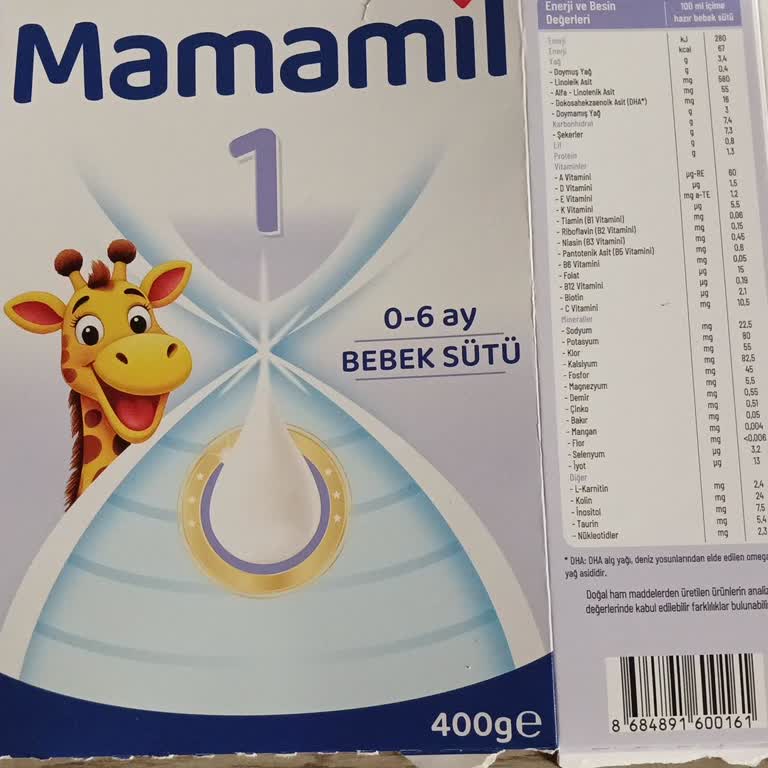 Mamamil
1
0-6 ay
BEBEK SÜTÜ
400g℮
Enerji ve Besin Değerleri
100 ml içime hazır bebek sütü
Enerji kJ 280
Enerji kcal 67
Yağ g 3,4
- Doymuş Yağ g 0,4
- Linoleik Asit mg 560
- Alfa - Linolenik Asit mg 55
- Dokosahekzaenoik Asit (DHA*) mg 16
- Doymamış Yağ g 3
Karbonhidrat g 7,4
- Şekerler g 7,3
Lif g 0,8
Protein g 1,3
Vitaminler
- A Vitamini µg-RE 60
- D Vitamini µg 1,5
- E Vitamini mg a-TE 1,2
- K Vitamini µg 5,5
- Tiamin (B1 Vitamini) mg 0,06
- Riboflavin (B2 Vitamini) mg 0,15
- Niasin (B3 Vitamini) mg 0,45
- Pantotenik Asit (B5 Vitamini) mg 0,6
- B6 Vitamini mg 0,05
- Folat µg 15
- B12 Vitamini µg 0,19
- Biotin µg 2,1
- C Vitamini mg 10,5
Mineraller
- Sodyum mg 22,5
- Potasyum mg 80
- Klor mg 55
- Kalsiyum mg 82,5
- Fosfor mg 45
- Magnezyum mg 5,5
- Demir mg 0,55
- Çinko mg 0,51
- Bakır mg 0,05
- Mangan mg 0,004
- Flor mg <0,006
- Selenyum µg 3,2
- İyot µg 13
Diğer
- L-Karnitin mg 2,4
- Kolin mg 24
- İnositol mg 7,5
- Taurin mg 5,4
- Nükleotidler mg 2,3
* DHA: DHA alg yağı, deniz yosunlarından elde edilen omega
yağ asididir.
Doğal ham maddelerden üretilen ürünlerin analiz
değerlerinde kabul edilebilir farklılıklar bulunabili
8 684891 600161